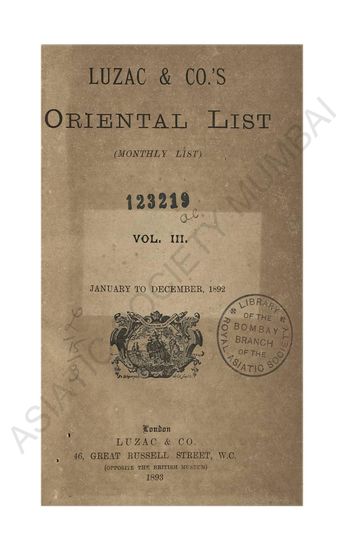 LUZAC & CO.'S
ORIENTAL LIST
(MONTHLY LIST)
123219
a.c.
VOL. III.
JANUARY TO DECEMBER, 1892
LIBRARY
OF THE
BOMBAY
BRANCH
OF THE
ROYAL ASIATIC SOCIETY
London
LUZAC & CO.
46, GREAT RUSSELL STREET, W.C.
(OPPOSITE THE BRITISH MUSEUM)
1893
ASIATIC SOCIETY MUMBAI